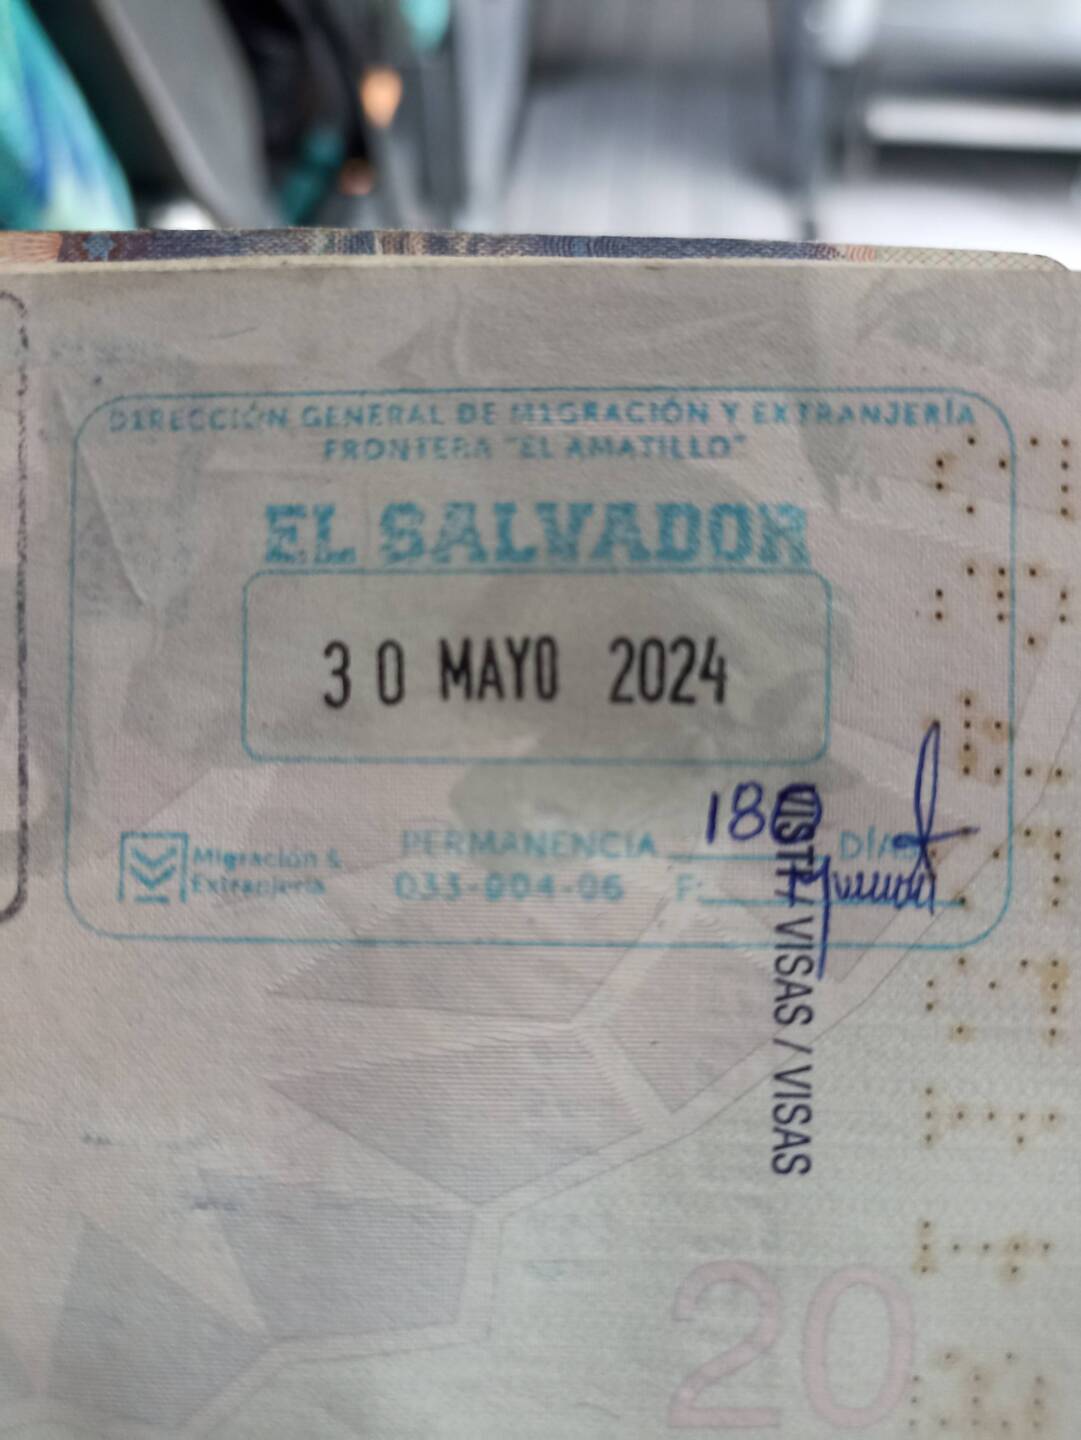 DIRECCIÓN GENERAL DE MIGRACIÓN Y EXTRANJERÍA
FRONTERA "EL AMATILLO"
EL SALVADOR
30 MAYO 2024
180
Migración &
Extranjería
PERMANENCIA DÍAS
033-004-06 F:
VISTI / VISAS / VISAS
20